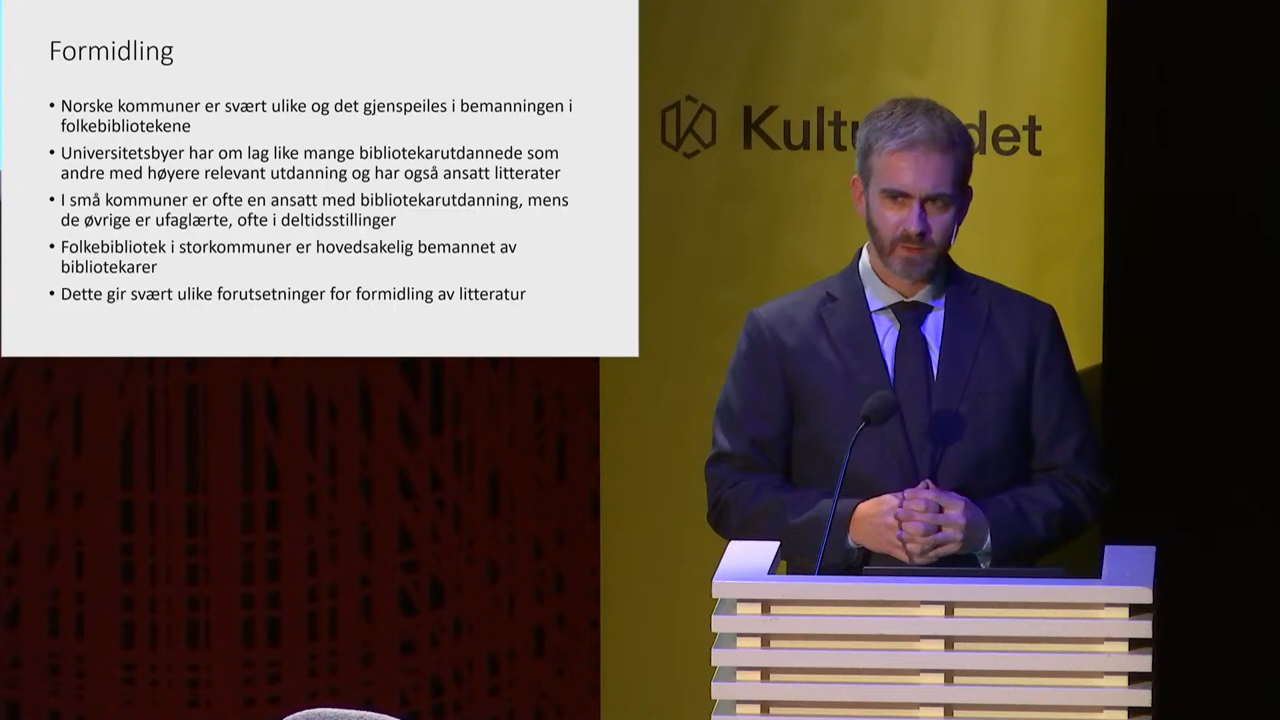 Formidling
• Norske kommuner er svært ulike og det gjenspeiles i bemanningen i
folkebibliotekene
• Universitetsbyer har om lag like mange bibliotekarutdannede som
andre med høyere relevant utdanning og har også ansatt litterater
• I små kommuner er ofte en ansatt med bibliotekarutdanning, mens
de øvrige er ufaglærte, ofte i deltidsstillinger
• Folkebibliotek i storkommuner er hovedsakelig bemannet av
bibliotekarer
• Dette gir svært ulike forutsetninger for formidling av litteratur